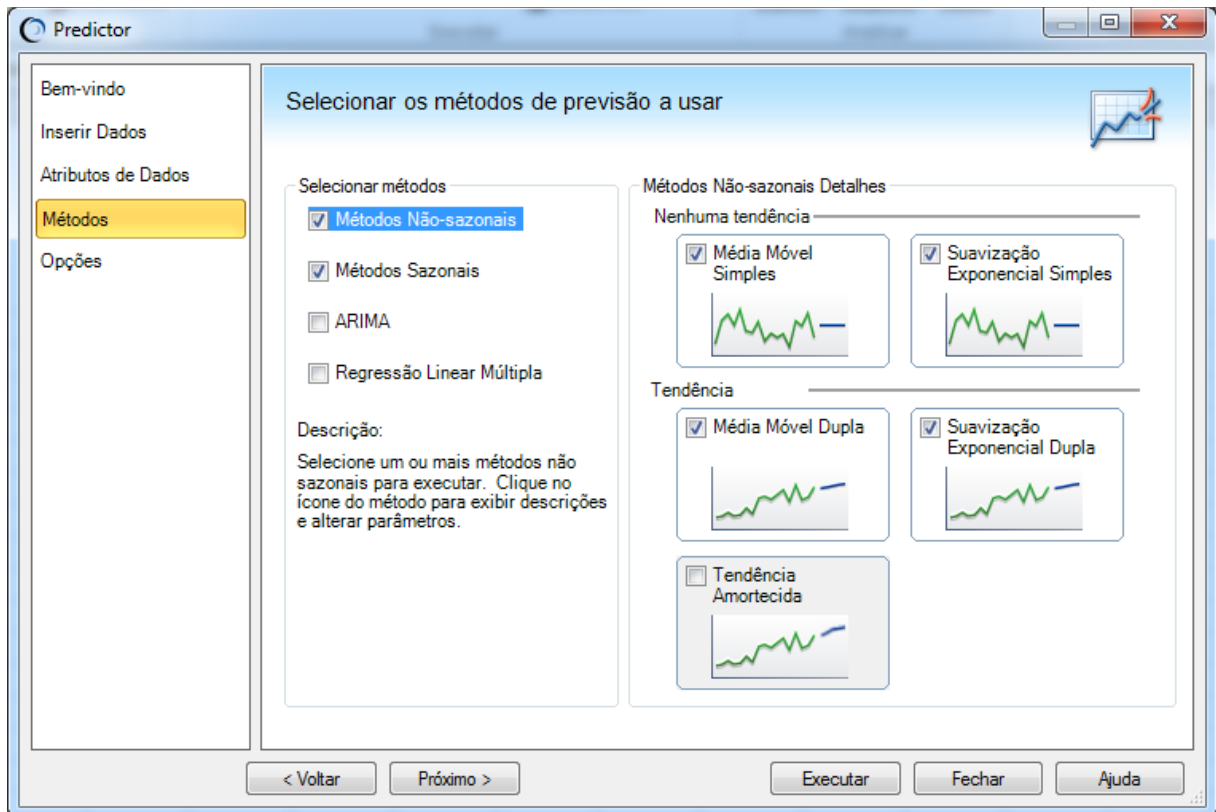 Predictor
Bem-vindo
Inserir Dados
Atributos de Dados
Métodos
Opções
Selecionar os métodos de previsão a usar
Selecionar métodos
Métodos Não-sazonais
Métodos Sazonais
ARIMA
Regressão Linear Múltipla
Descrição:
Selecione um ou mais métodos não
sazonais para executar. Clique no
ícone do método para exibir descrições
e alterar parâmetros.
Métodos Não-sazonais Detalhes
Nenhuma tendência
Média Móvel
Simples
Suavização
Exponencial Simples
Tendência
Média Móvel Dupla
Suavização
Exponencial Dupla
Tendência
Amortecida
< Voltar
Próximo >
Executar
Fechar
Ajuda